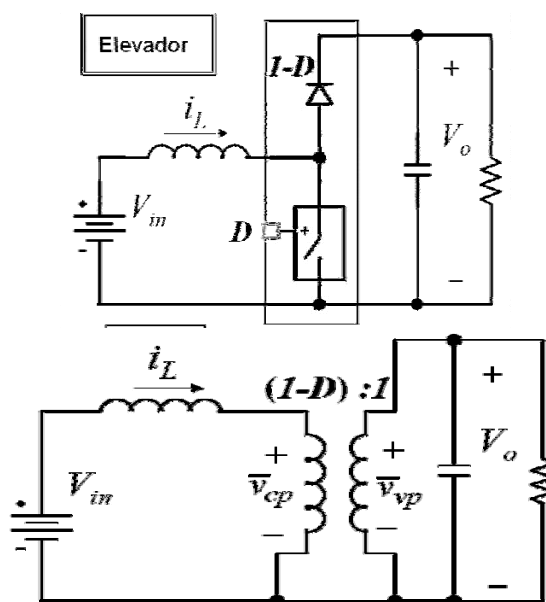 Elevador
1-D
i_L
+
V_in
-
D
+
+
V_o
-
i_L
(1-D) :1
+
V_in
-
+
v̅_cp
-
+
v̅_vp
-
+
V_o
-